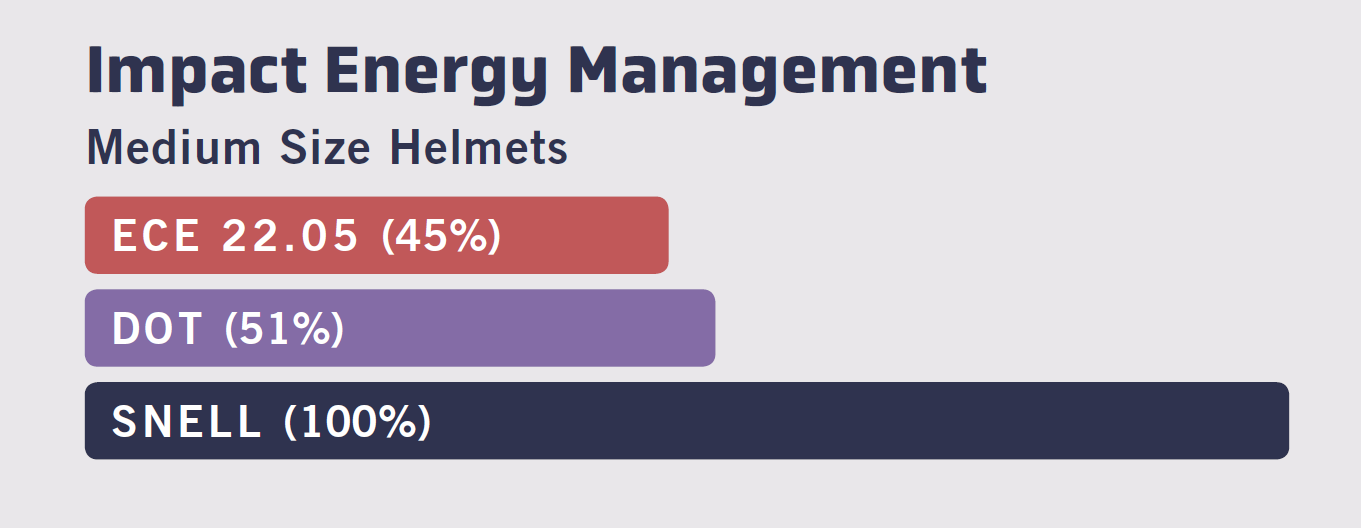 Impact Energy Management
Medium Size Helmets
ECE 22.05 (45%)
DOT (51%)
SNELL (100%)